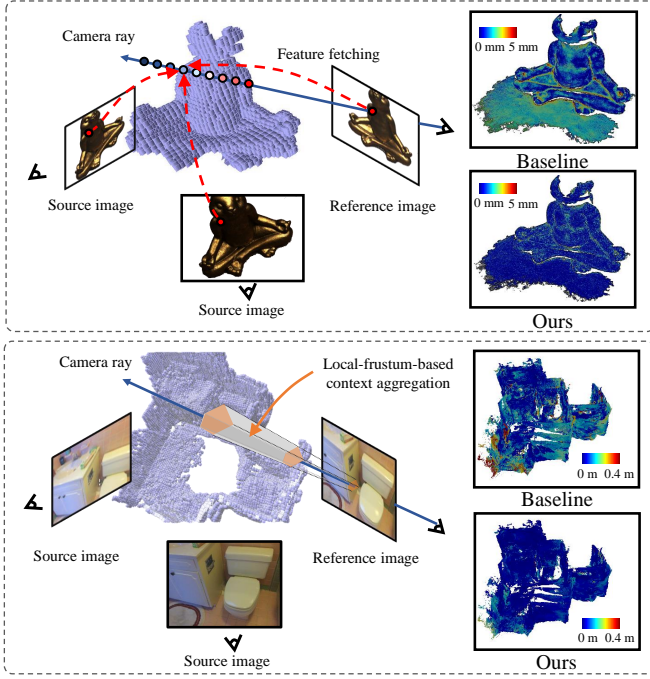 Camera ray
Feature fetching
0 mm 5 mm
Baseline
Source image
Reference image
0 mm 5 mm
Source image
Ours
Camera ray
Local-frustum-based
context aggregation
0 m 0.4 m
Baseline
Source image
Reference image
0 m 0.4 m
Source image
Ours